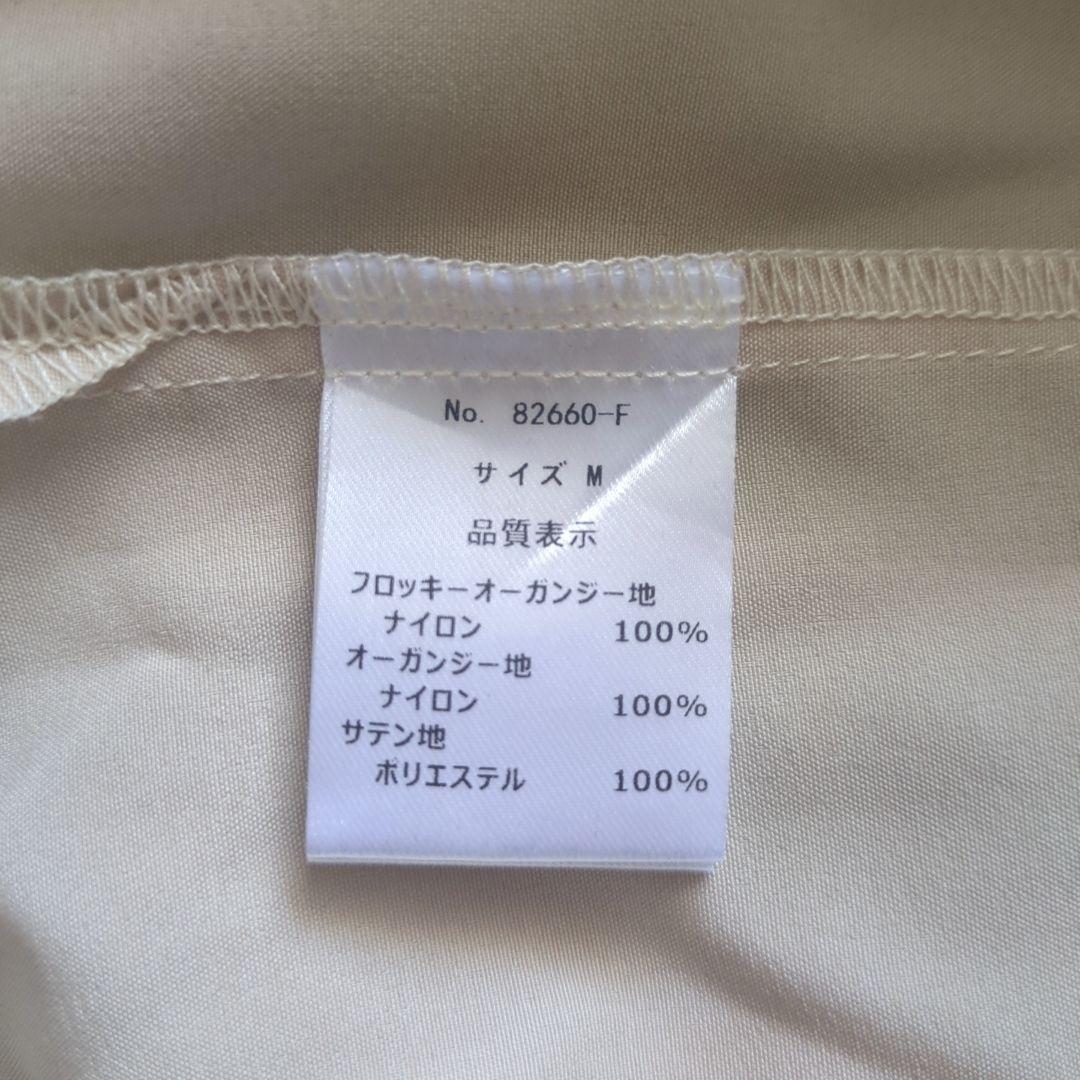 No. 82660-F
サイズ M
品質表示
フロッキーオーガンジー地
ナイロン 100%
オーガンジー地
ナイロン 100%
サテン地
ポリエステル 100%